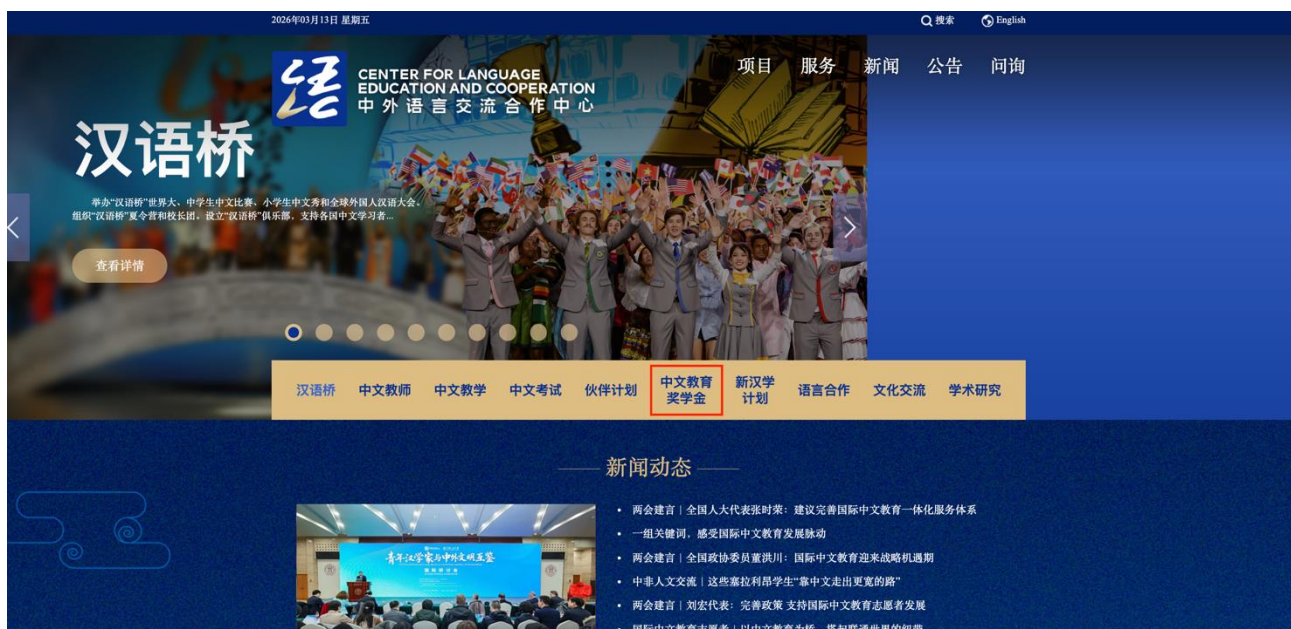 2026年03月13日 星期五
搜索 English
语
CENTER FOR LANGUAGE
EDUCATION AND COOPERATION
中外语言交流合作中心
项目 服务 新闻 公告 问询
汉语桥
举办“汉语桥”世界大、中学生中文比赛、小学生中文秀和全球外国人汉语大会。
组织“汉语桥”夏令营和校长团。设立“汉语桥”俱乐部，支持各国中文学习者...
查看详情
汉语桥 中文教师 中文教学 中文考试 伙伴计划 中文教育奖学金 新汉学计划 语言合作 文化交流 学术研究
新闻动态
青年汉学家与中外文明互鉴
• 两会建言 | 全国人大代表张时荣：建议完善国际中文教育一体化服务体系
• 一组关键词，感受国际中文教育发展脉动
• 两会建言 | 全国政协委员董洪川：国际中文教育迎来战略机遇期
• 中非人文交流 | 这些塞拉利昂学生“靠中文走出更宽的路”
• 两会建言 | 刘宏代表：完善政策 支持国际中文教育志愿者发展